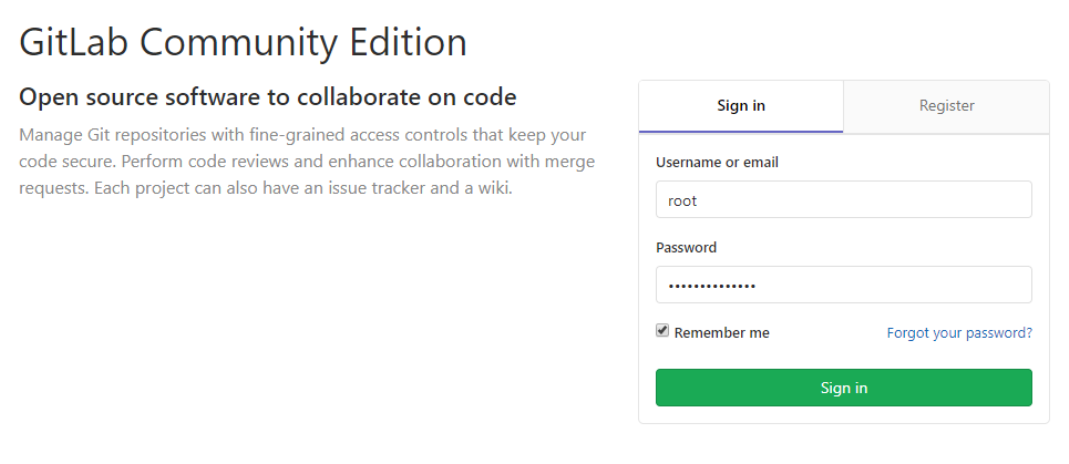 GitLab Community Edition
Open source software to collaborate on code
Manage Git repositories with fine-grained access controls that keep your
code secure. Perform code reviews and enhance collaboration with merge
requests. Each project can also have an issue tracker and a wiki.
Sign in
Register
Username or email
root
Password
••••••••••••••
Remember me
Forgot your password?
Sign in